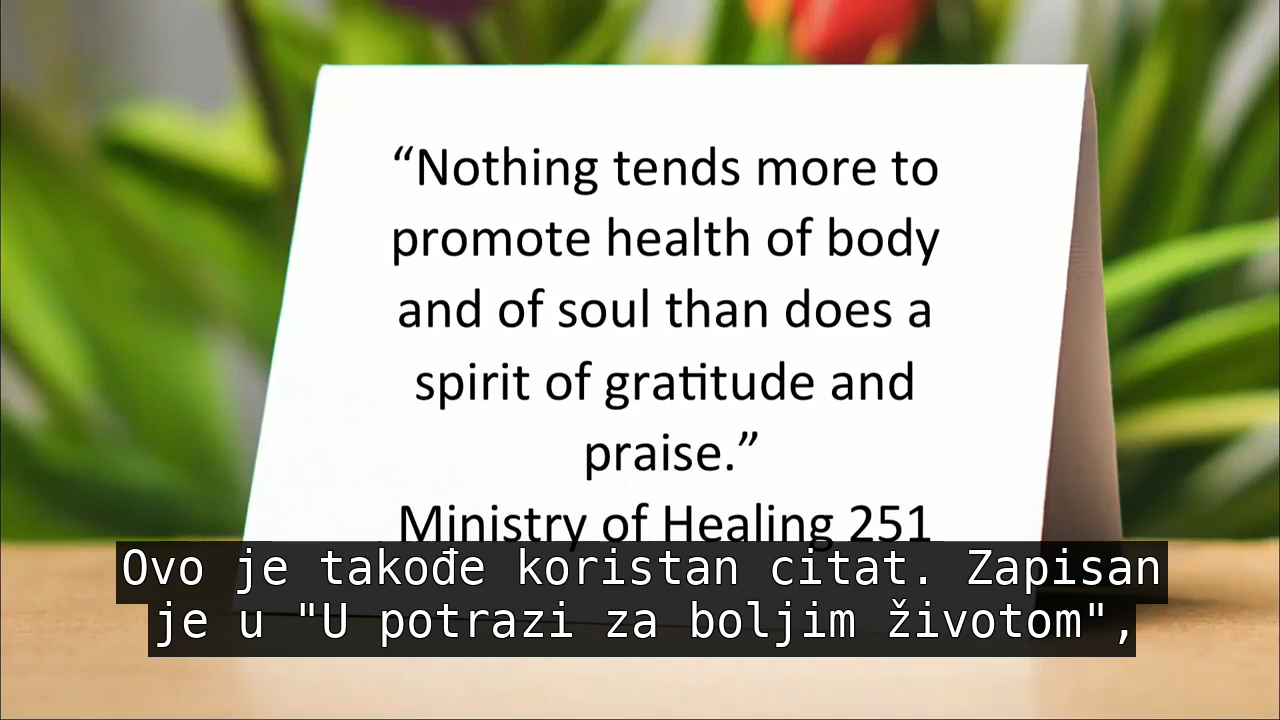 “Nothing tends more to
promote health of body
and of soul than does a
spirit of gratitude and
praise.”
Ministry of Healing 251
Ovo je takođe koristan citat. Zapisan
je u "U potrazi za boljim životom",